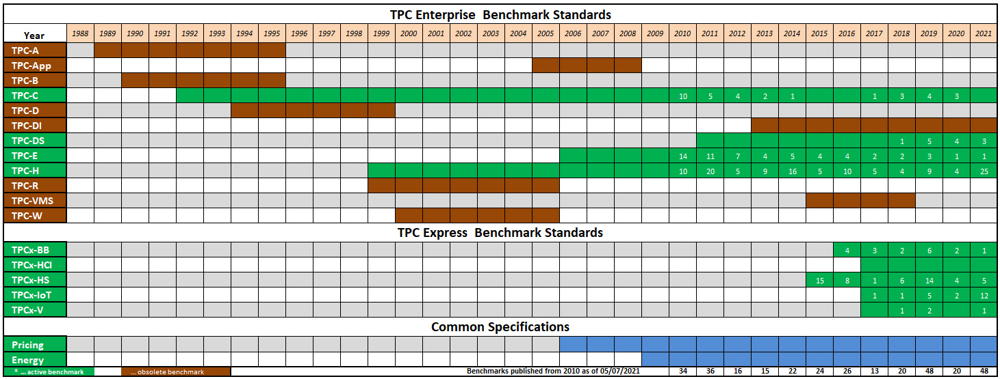 TPC Enterprise Benchmark Standards
Year 1988 1989 1990 1991 1992 1993 1994 1995 1996 1997 1998 1999 2000 2001 2002 2003 2004 2005 2006 2007 2008 2009 2010 2011 2012 2013 2014 2015 2016 2017 2018 2019 2020 2021
TPC-A
TPC-App
TPC-B
TPC-C 10 5 4 2 1 1 3 4 3
TPC-D
TPC-DI
TPC-DS 1 5 4 3
TPC-E 14 11 7 4 5 4 4 2 2 3 1 1
TPC-H 10 20 5 9 16 5 10 5 4 9 4 25
TPC-R
TPC-VMS
TPC-W
TPC Express Benchmark Standards
TPCx-BB 4 3 2 6 2 1
TPCx-HCI
TPCx-HS 15 8 1 6 14 4 5
TPCx-IoT 1 1 5 2 12
TPCx-V 1 2 1
Common Specifications
Pricing
Energy
* ... active benchmark ... obsolete benchmark Benchmarks published from 2010 as of 05/07/2021 34 36 16 15 22 24 26 13 20 48 20 48